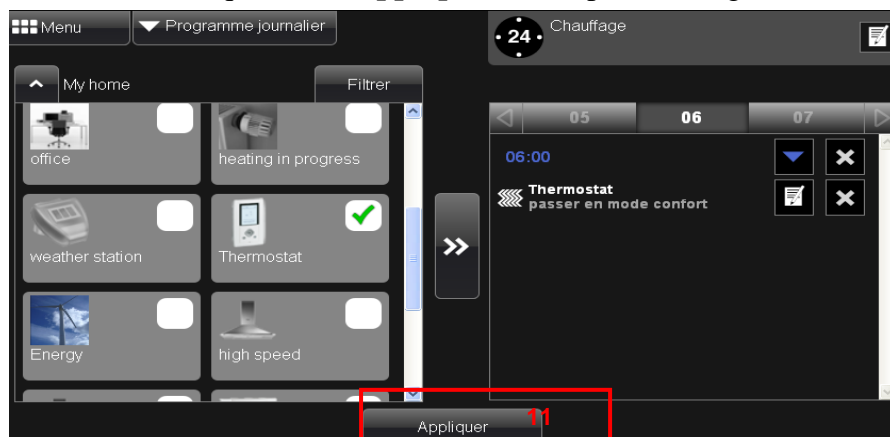 Menu
Programme journalier
24
Chauffage
My home
Filtrer
office
heating in progress
weather station
Thermostat
Energy
high speed
05
06
07
06:00
Thermostat
passer en mode confort
Appliquer
11